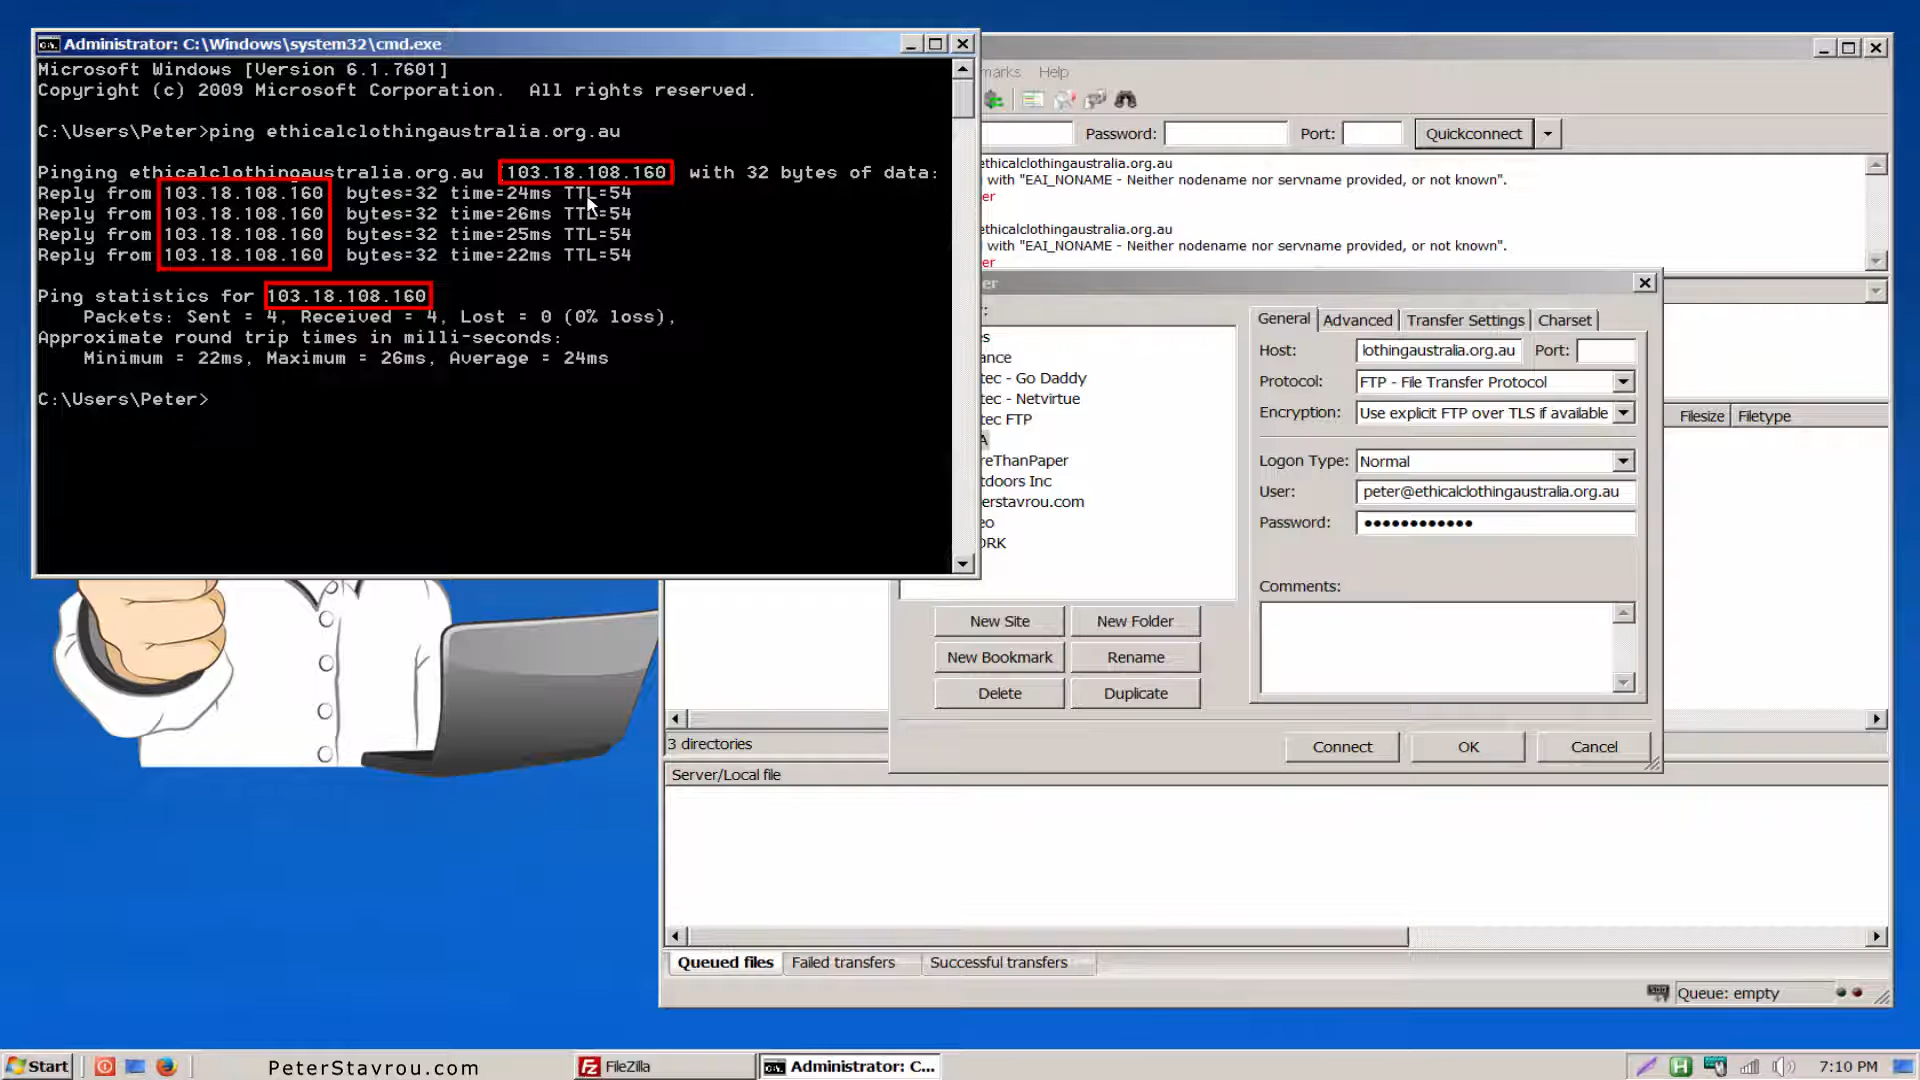 Administrator: C:\Windows\system32\cmd.exe
Microsoft Windows [Version 6.1.7601]
Copyright (c) 2009 Microsoft Corporation. All rights reserved.
C:\Users\Peter>ping ethicalclothingaustralia.org.au
Pinging ethicalclothingaustralia.org.au [103.18.108.160 with 32 bytes of data:
Reply from 103.18.108.160 bytes=32 time=24ms TTL=54
Reply from 103.18.108.160 bytes=32 time=26ms TTL=54
Reply from 103.18.108.160 bytes=32 time=25ms TTL=54
Reply from 103.18.108.160 bytes=32 time=22ms TTL=54
Ping statistics for 103.18.108.160
Packets: Sent = 4, Received = 4, Lost = 0 (0% loss),
Approximate round trip times in milli-seconds:
Minimum = 22ms, Maximum = 26ms, Average = 24ms
C:\Users\Peter>
marks Help
Password: Port: Quickconnect
ethicalclothingaustralia.org.au
with "EAI_NONAME - Neither nodename nor servname provided, or not known".
er
ethicalclothingaustralia.org.au
with "EAI_NONAME - Neither nodename nor servname provided, or not known".
er
er
:
s
ance
tec - Go Daddy
tec - Netvirtue
tec FTP
A
reThanPaper
tdoors Inc
erstavrou.com
eo
ORK
New Site New Folder
New Bookmark Rename
Delete Duplicate
General Advanced Transfer Settings Charset
Host: lothingaustralia.org.au Port:
Protocol: FTP - File Transfer Protocol
Encryption: Use explicit FTP over TLS if available
Logon Type: Normal
User: peter@ethicalclothingaustralia.org.au
Password: ●●●●●●●●●●●●
Comments:
Connect OK Cancel
Filesize Filetype
3 directories
Server/Local file
Queued files Failed transfers Successful transfers
Queue: empty
Start PeterStavrou.com FileZilla Administrator: C... 7:10 PM